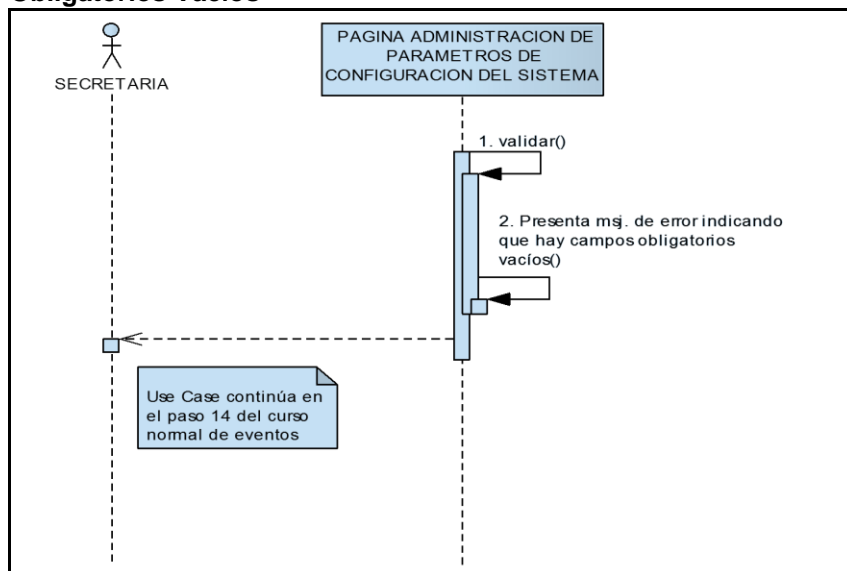 Obligatorios Vacíos
PAGINA ADMINISTRACION DE
PARAMETROS DE
CONFIGURACION DEL SISTEMA
SECRETARIA
1. validar()
2. Presenta msj. de error indicando
que hay campos obligatorios
vacíos()
Use Case continúa en
el paso 14 del curso
normal de eventos